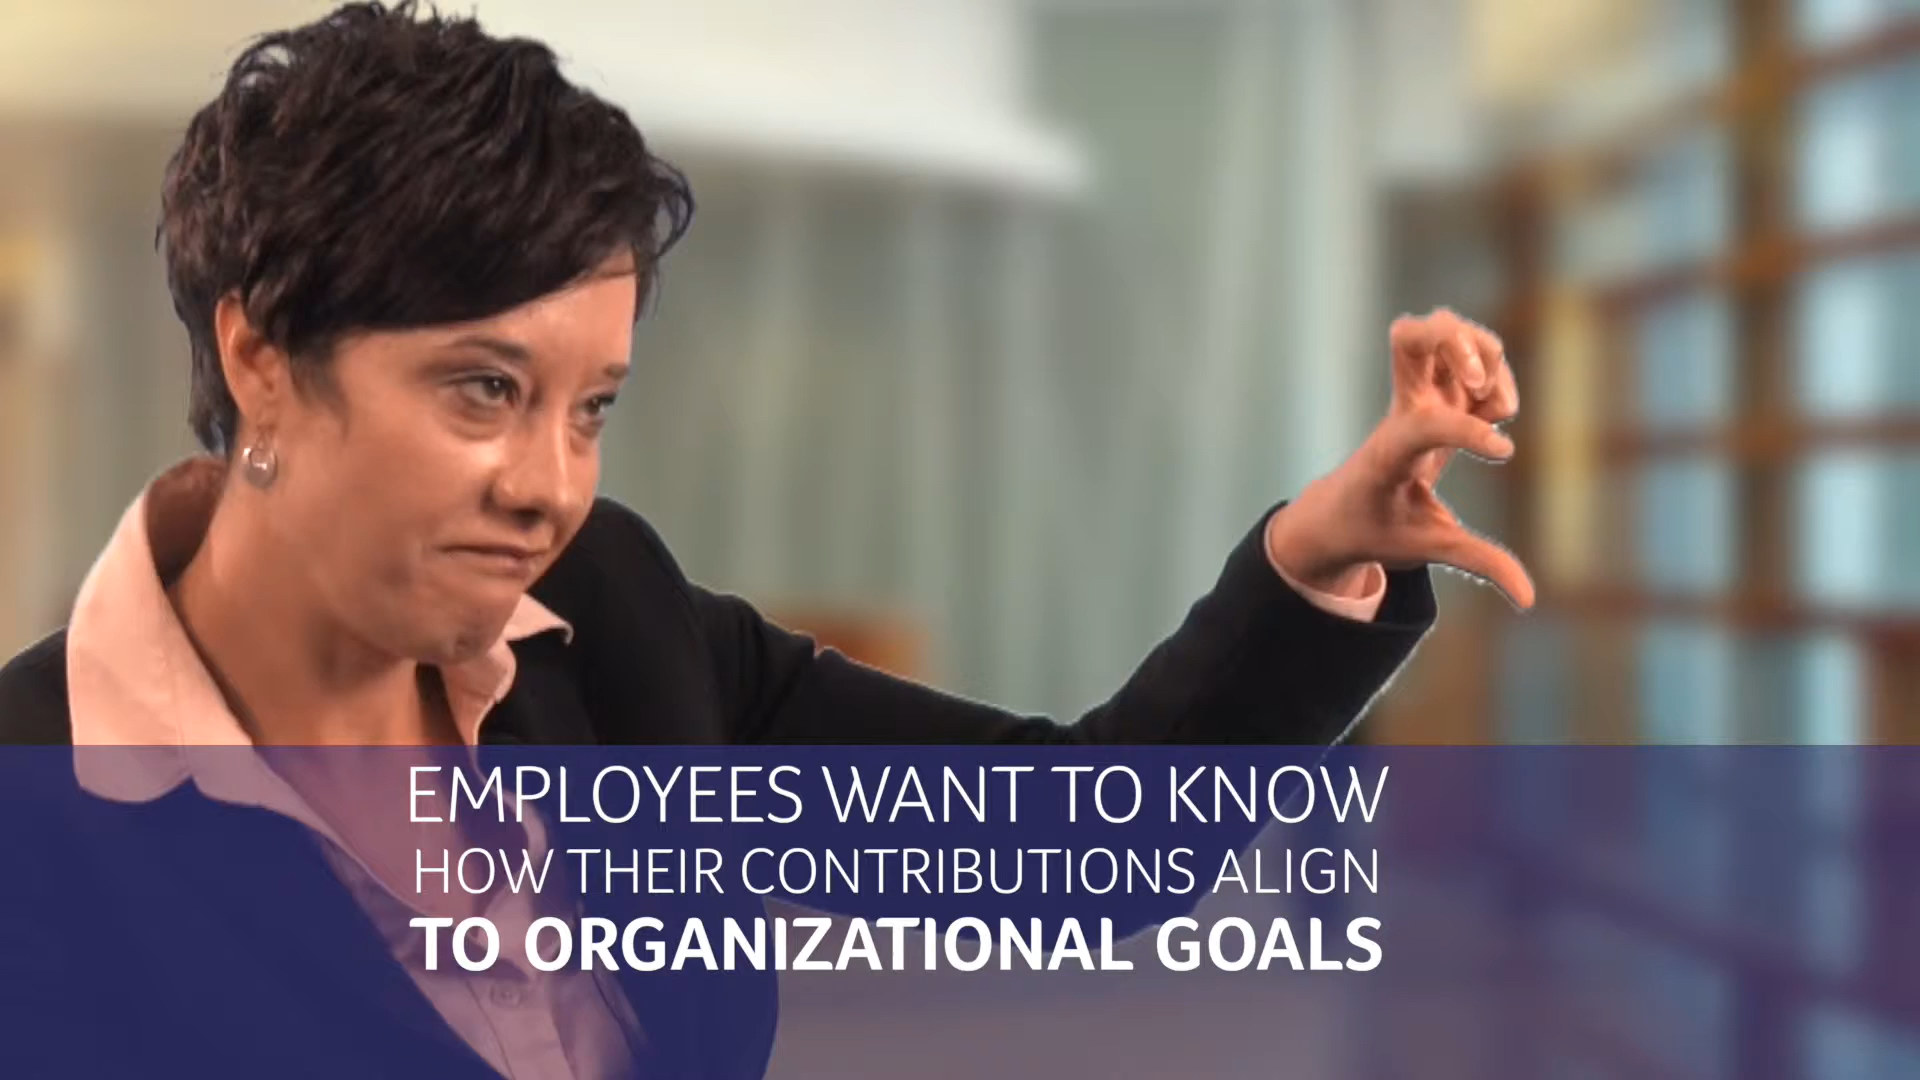 EMPLOYEES WANT TO KNOW
HOW THEIR CONTRIBUTIONS ALIGN
TO ORGANIZATIONAL GOALS